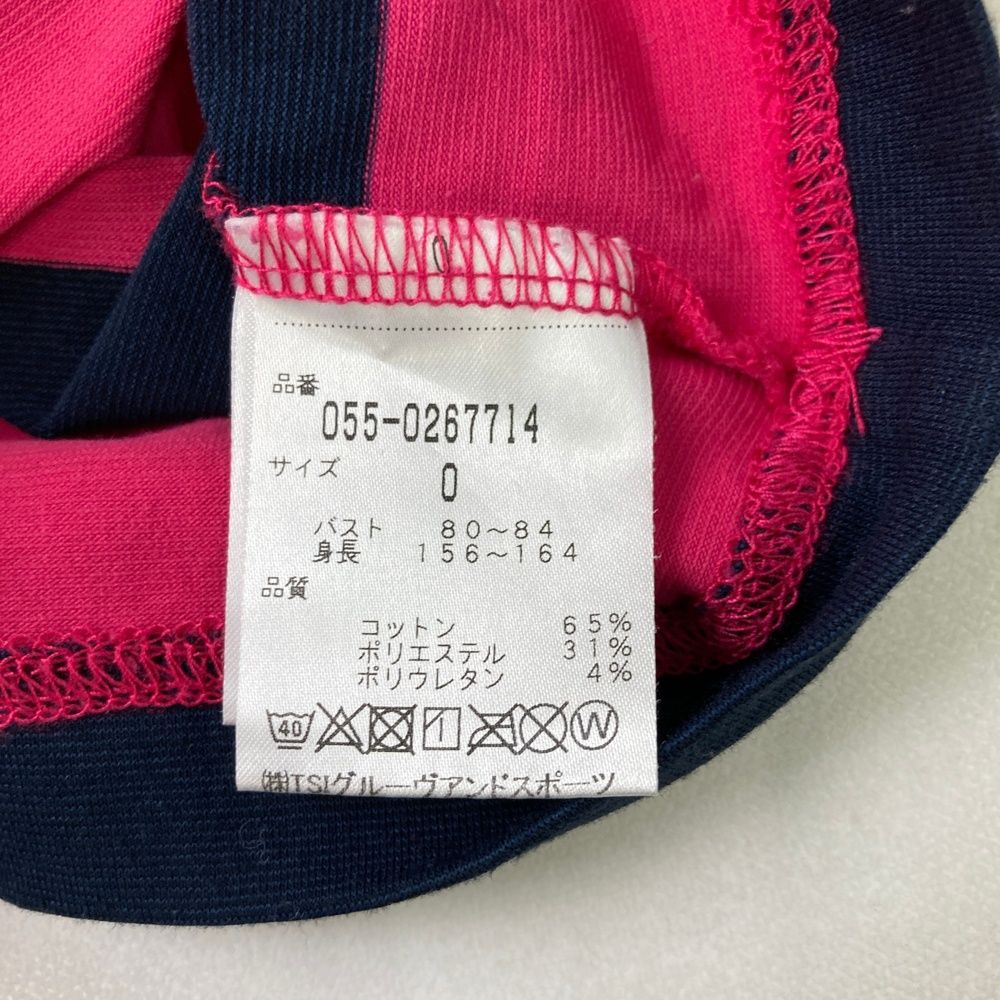 0
品番
055-0267714
サイズ
0
バスト 80～84
身長 156～164
品質
コットン 65%
ポリエステル 31%
ポリウレタン 4%
40 W
㈱TSIグルーヴアンドスポーツ